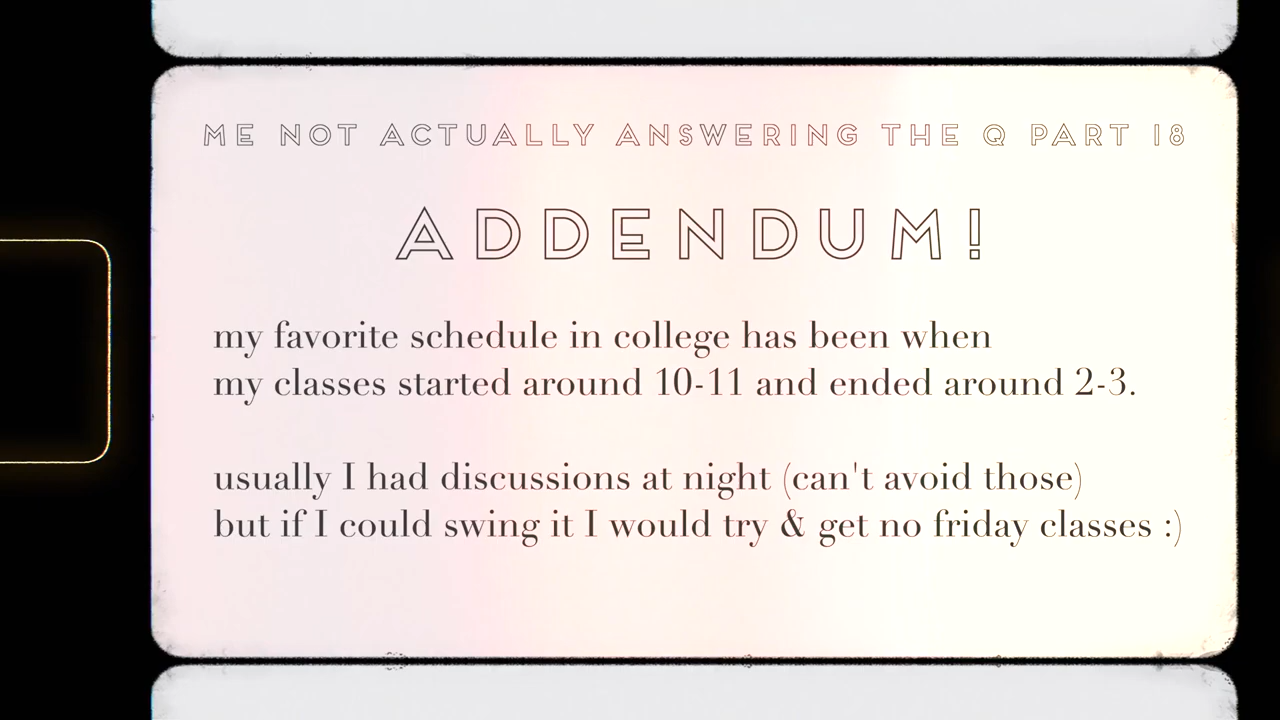 ME NOT ACTUALLY ANSWERING THE Q PART 18
ADDENDUM!
my favorite schedule in college has been when
my classes started around 10-11 and ended around 2-3.
usually I had discussions at night (can't avoid those)
but if I could swing it I would try & get no friday classes :)